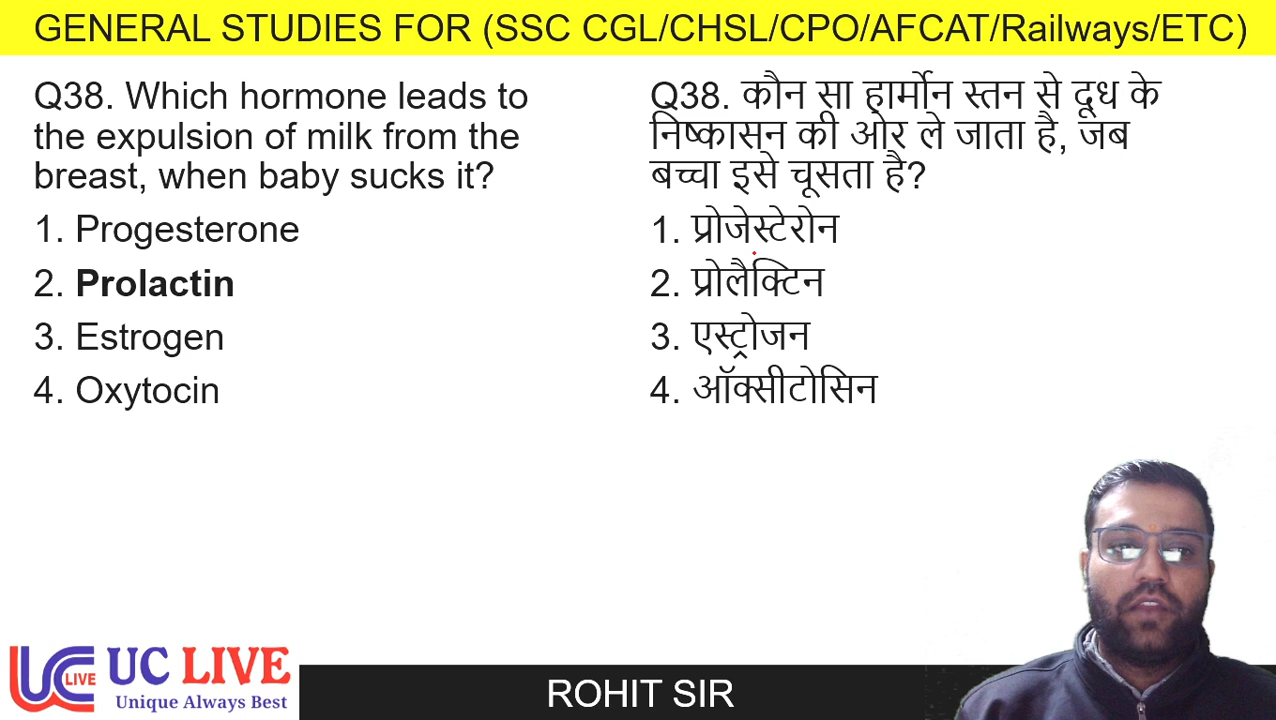 GENERAL STUDIES FOR (SSC CGL/CHSL/CPO/AFCAT/Railways/ETC)
Q38. Which hormone leads to
the expulsion of milk from the
breast, when baby sucks it?
1. Progesterone
2. Prolactin
3. Estrogen
4. Oxytocin
Q38. कौन सा हार्मोन स्तन से दूध के
निष्कासन की ओर ले जाता है, जब
बच्चा इसे चूसता है?
1. प्रोजेस्टेरोन
2. प्रोलैक्टिन
3. एस्ट्रोजन
4. ऑक्सीटोसिन
UC LIVE UC LIVE
Unique Always Best
ROHIT SIR